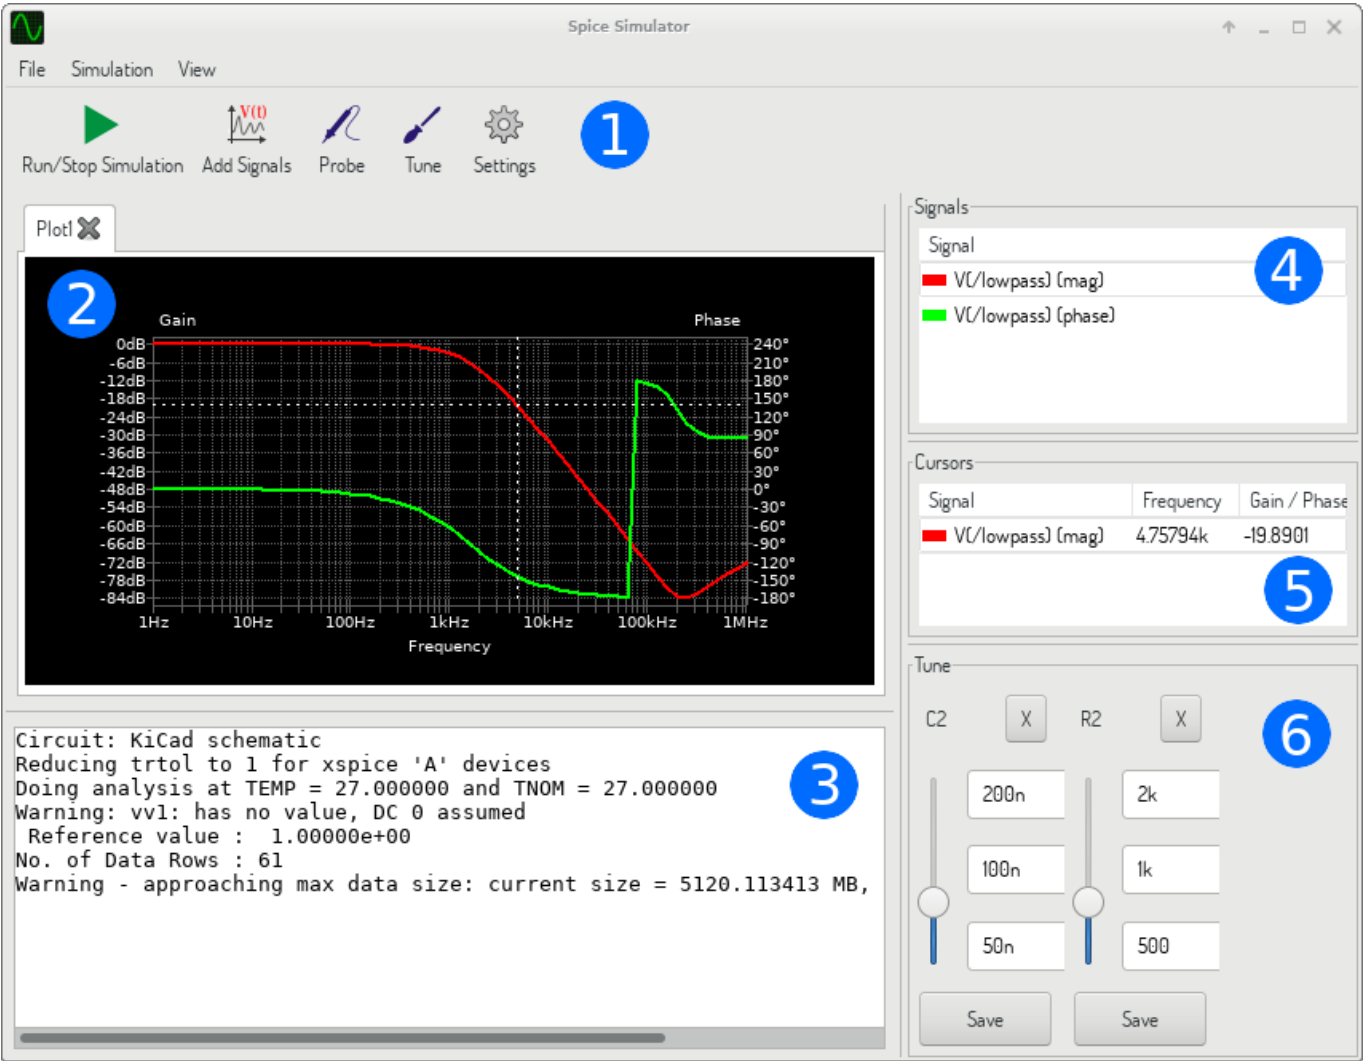 Spice Simulator
File Simulation View
Run/Stop Simulation Add Signals Probe Tune Settings
V(t)
1
Plot1
2
Gain Phase
0dB 240°
-6dB 210°
-12dB 180°
-18dB 150°
-24dB 120°
-30dB 90°
-36dB 60°
-42dB 30°
-48dB 0°
-54dB -30°
-60dB -60°
-66dB -90°
-72dB -120°
-78dB -150°
-84dB -180°
1Hz 10Hz 100Hz 1kHz 10kHz 100kHz 1MHz
Frequency
Circuit: KiCad schematic
Reducing trtol to 1 for xspice 'A' devices
Doing analysis at TEMP = 27.000000 and TNOM = 27.000000
Warning: vv1: has no value, DC 0 assumed
Reference value : 1.00000e+00
No. of Data Rows : 61
Warning - approaching max data size: current size = 5120.113413 MB,
3
Signals
Signal
V(/lowpass) (mag)
V(/lowpass) (phase)
4
Cursors
Signal Frequency Gain / Phase
V(/lowpass) (mag) 4.75794k -19.8901
5
Tune
C2 X R2 X
6
200n 2k
100n 1k
50n 500
Save Save